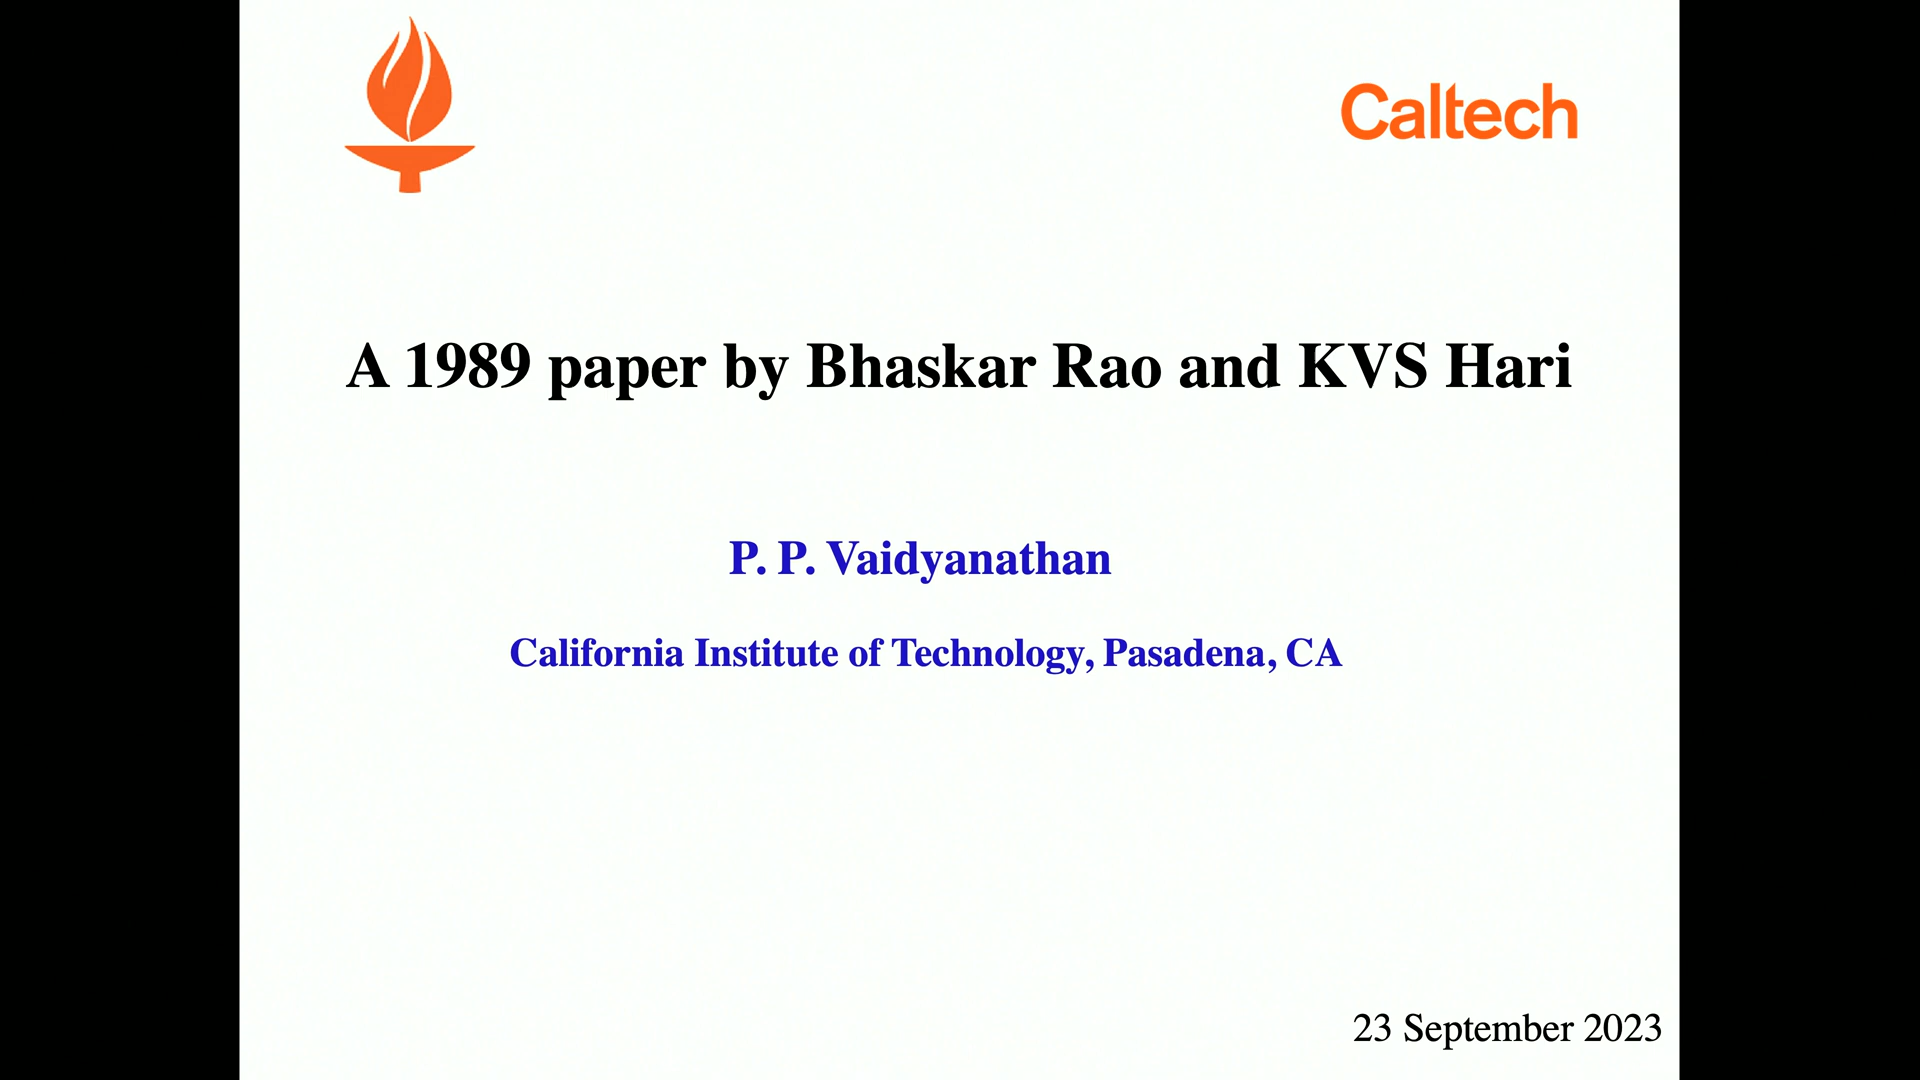 Caltech
A 1989 paper by Bhaskar Rao and KVS Hari
P. P. Vaidyanathan
California Institute of Technology, Pasadena, CA
23 September 2023